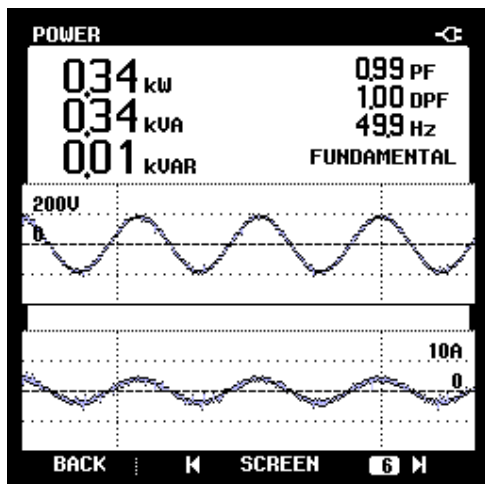 POWER
0.34 kW 0.99 PF
0.34 kVA 1.00 DPF
0.01 kVAR 49.9 Hz
FUNDAMENTAL
200V
0
10A
0
BACK SCREEN 6